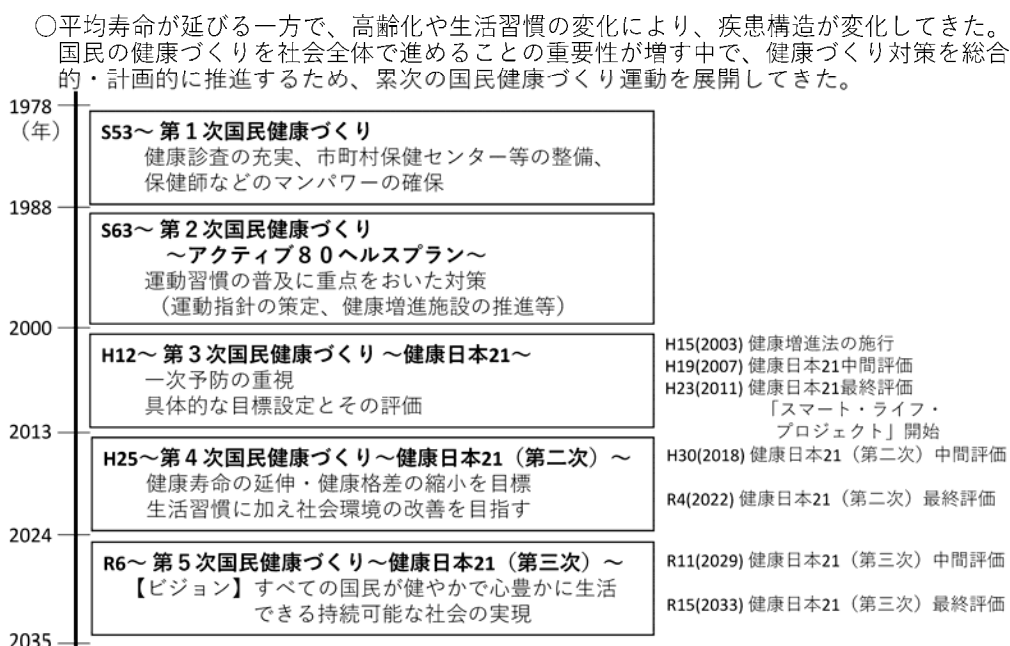 ○平均寿命が延びる一方で、高齢化や生活習慣の変化により、疾患構造が変化してきた。
国民の健康づくりを社会全体で進めることの重要性が増す中で、健康づくり対策を総合
的・計画的に推進するため、累次の国民健康づくり運動を展開してきた。
1978
（年）
S53～ 第１次国民健康づくり
健康診査の充実、市町村保健センター等の整備、
保健師などのマンパワーの確保
1988
S63～ 第２次国民健康づくり
～アクティブ８０ヘルスプラン～
運動習慣の普及に重点をおいた対策
（運動指針の策定、健康増進施設の推進等）
2000
H12～ 第３次国民健康づくり ～健康日本21～
一次予防の重視
具体的な目標設定とその評価
H15(2003) 健康増進法の施行
H19(2007) 健康日本21中間評価
H23(2011) 健康日本21最終評価
「スマート・ライフ・
プロジェクト」開始
2013
H25～第４次国民健康づくり～健康日本21（第二次）～
健康寿命の延伸・健康格差の縮小を目標
生活習慣に加え社会環境の改善を目指す
H30(2018) 健康日本21（第二次）中間評価
R4(2022) 健康日本21（第二次）最終評価
2024
R6～ 第５次国民健康づくり～健康日本21（第三次）～
【ビジョン】すべての国民が健やかで心豊かに生活
できる持続可能な社会の実現
R11(2029) 健康日本21（第三次）中間評価
R15(2033) 健康日本21（第三次）最終評価
2035